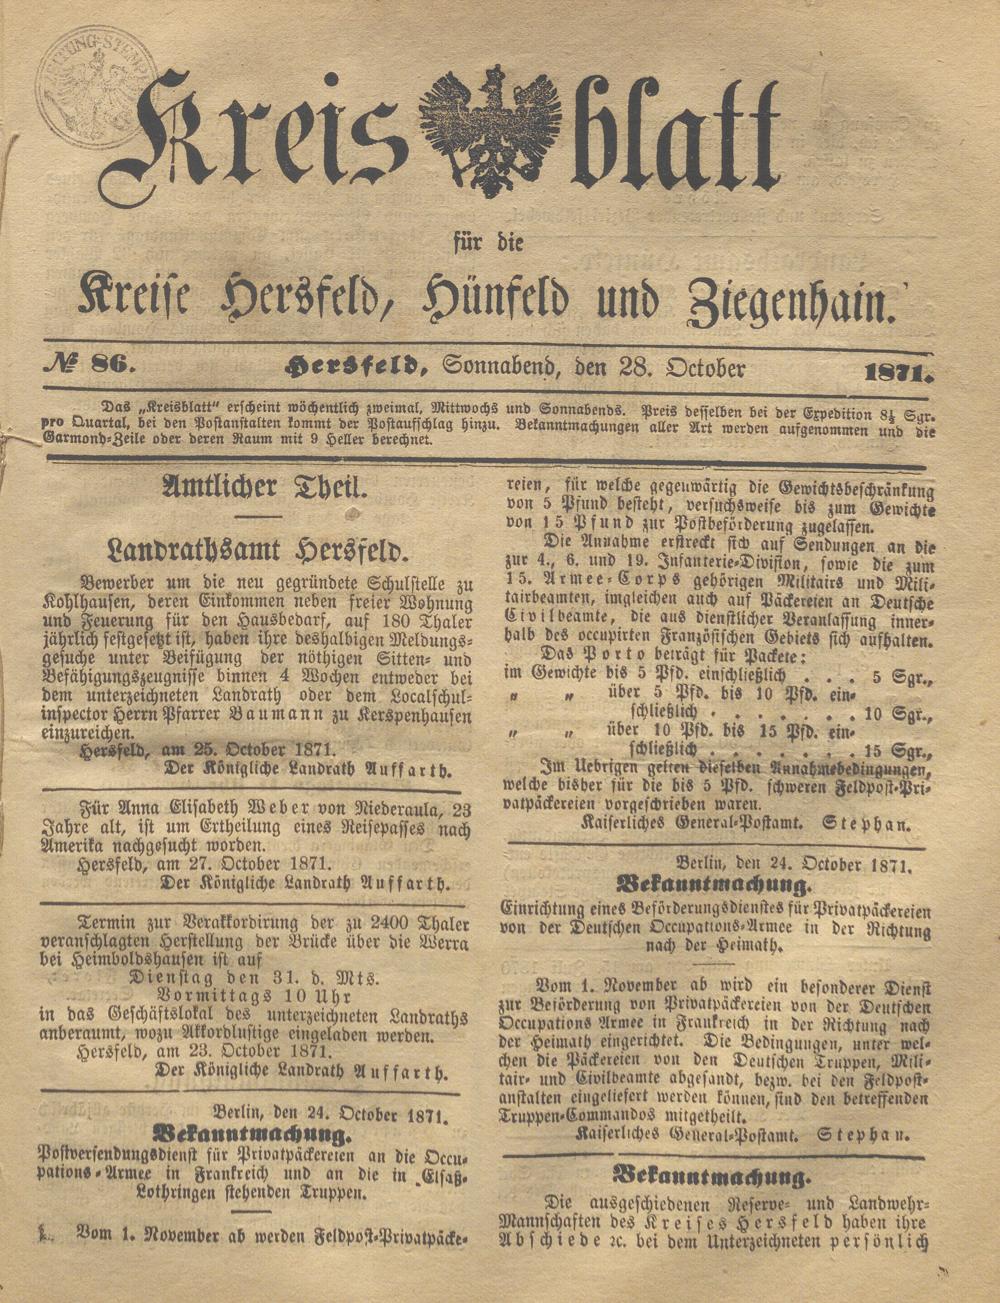 ZEITUNG-STEMPEL
Kreisblatt
für die
Kreise Hersfeld, Hünfeld und Ziegenhain.
№ 86. Hersfeld, Sonnabend, den 28. October 1871.
Das „Kreisblatt“ erscheint wöchentlich zweimal, Mittwochs und Sonnabends. Preis desselben bei der Expedition 8½ Sgr.
pro Quartal, bei den Postanstalten kommt der Postaufschlag hinzu. Bekanntmachungen aller Art werden aufgenommen und die
Garmond-Zeile oder deren Raum mit 9 Heller berechnet.
Amtlicher Theil.
Landrathsamt Hersfeld.
Bewerber um die neu gegründete Schulstelle zu
Kohlhausen, deren Einkommen neben freier Wohnung
und Feuerung für den Hausbedarf, auf 180 Thaler
jährlich festgesetzt ist, haben ihre deshalbigen Meldungs-
gesuche unter Beifügung der nöthigen Sitten- und
Befähigungszeugnisse binnen 4 Wochen entweder bei
dem unterzeichneten Landrath oder dem Localschul-
inspector Herrn Pfarrer Baumann zu Kerspenhausen
einzureichen.
Hersfeld, am 25. October 1871.
Der Königliche Landrath Auffarth.
Für Anna Elisabeth Weber von Niederaula, 23
Jahre alt, ist um Ertheilung eines Reisepasses nach
Amerika nachgesucht worden.
Hersfeld, am 27. October 1871.
Der Königliche Landrath Auffarth.
Termin zur Verakkordirung der zu 2400 Thaler
veranschlagten Herstellung der Brücke über die Werra
bei Heimboldshausen ist auf
Dienstag den 31. d. Mts.
Vormittags 10 Uhr
in das Geschäftslokal des unterzeichneten Landraths
anberaumt, wozu Akkordlustige eingeladen werden.
Hersfeld, am 23. October 1871.
Der Königliche Landrath Auffarth.
Berlin, den 24. October 1871.
Bekanntmachung.
Postversendungsdienst für Privatpäckereien an die Occu-
pations-Armee in Frankreich und an die in Elsaß-
Lothringen stehenden Truppen.
Vom 1. November ab werden Feldpost-Privatpäcke-
reien, für welche gegenwärtig die Gewichtsbeschränkung
von 5 Pfund besteht, versuchsweise bis zum Gewichte
von 15 Pfund zur Postbeförderung zugelassen.
Die Annahme erstreckt sich auf Sendungen an die
zur 4., 6. und 19. Infanterie-Division, sowie die zum
15. Armee-Corps gehörigen Militairs und Mili-
tairbeamten, imgleichen auch auf Päckereien an Deutsche
Civilbeamte, die aus dienstlicher Veranlassung inner-
halb des occupirten Französischen Gebiets sich aufhalten.
Das Porto beträgt für Packete:
im Gewichte bis 5 Pfd. einschließlich . . . 5 Sgr.,
„ „ über 5 Pfd. bis 10 Pfd. ein-
schließlich . . . . . . 10 Sgr.,
„ „ über 10 Pfd. bis 15 Pfd. ein-
schließlich . . . . . . 15 Sgr.,
Im Uebrigen gelten dieselben Annahmebedingungen,
welche bisher für die bis 5 Pfd. schweren Feldpost-Pri-
vatpäckereien vorgeschrieben waren.
Kaiserliches General-Postamt. Stephan.
Berlin, den 24. October 1871.
Bekanntmachung.
Einrichtung eines Beförderungsdienstes für Privatpäckereien
von der Deutschen Occupations-Armee in der Richtung
nach der Heimath.
Vom 1. November ab wird ein besonderer Dienst
zur Beförderung von Privatpäckereien von der Deutschen
Occupations Armee in Frankreich in der Richtung nach
der Heimath eingerichtet. Die Bedingungen, unter wel-
chen die Päckereien von den Deutschen Truppen, Mili-
tair- und Civilbeamte abgesandt, bezw. bei den Feldpost-
anstalten eingeliefert werden können, sind den betreffenden
Truppen-Commandos mitgetheilt.
Kaiserliches General-Postamt. Stephan.
Bekanntmachung.
Die ausgeschiedenen Reserve- und Landwehr-
Mannschaften des Kreises Hersfeld haben ihre
Abschiede ꝛc. bei dem Unterzeichneten persönlich